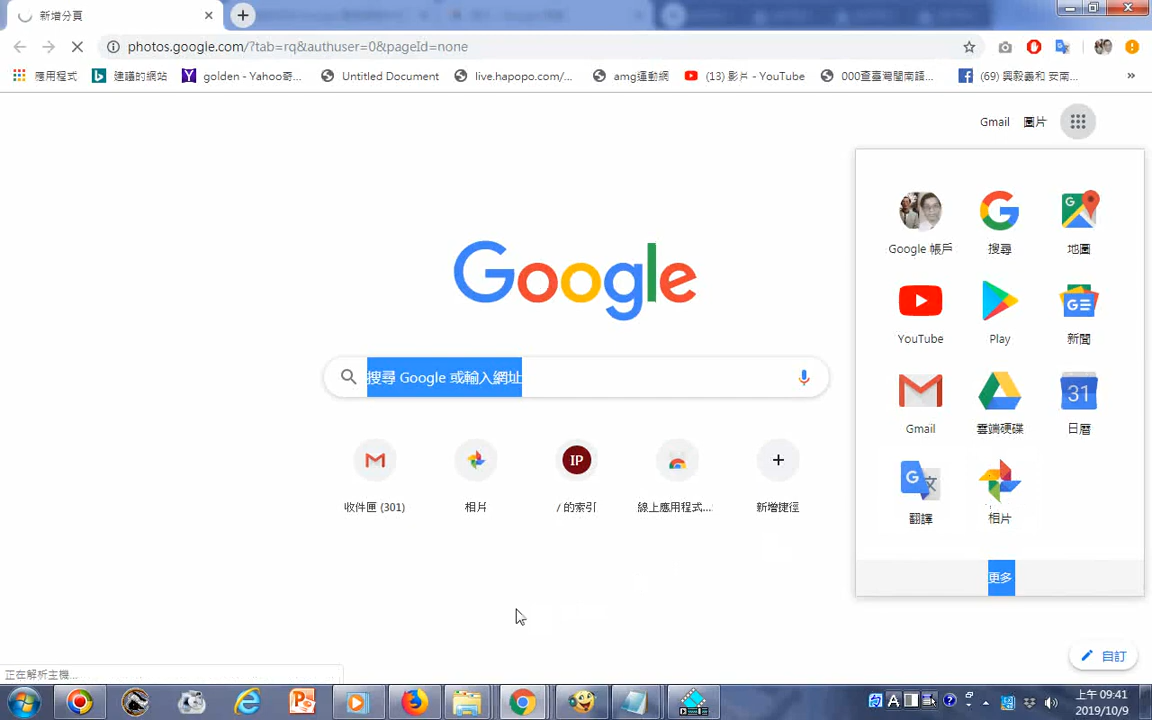 新增分頁
photos.google.com/?tab=rq&authuser=0&pageId=none
應用程式
建議的網站
golden - Yahoo奇...
Untitled Document
live.hapopo.com/...
amg運動網
(13) 影片 - YouTube
000查臺灣閩南語...
(69) 興毅義和 安南...
»
Gmail
圖片
Google 帳戶
搜尋
地圖
YouTube
Play
新聞
31
Gmail
雲端硬碟
日曆
翻譯
相片
更多
Google
搜尋 Google 或輸入網址
IP
收件匣 (301)
相片
/ 的索引
線上應用程式...
新增捷徑
自訂
正在解析主機...
上午 09:41
2019/10/9